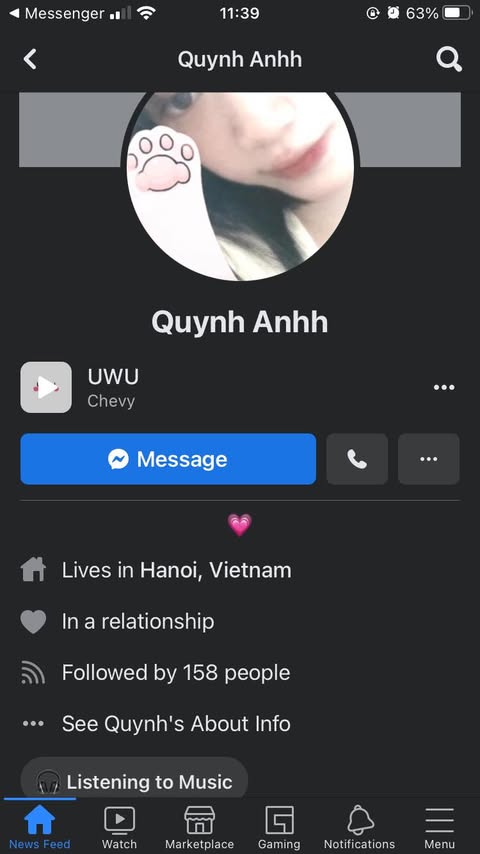 Messenger
11:39
63%
Quynh Anhh
Quynh Anhh
UWU
Chevy
Message
Lives in Hanoi, Vietnam
In a relationship
Followed by 158 people
See Quynh's About Info
Listening to Music
News Feed
Watch
Marketplace
Gaming
Notifications
Menu